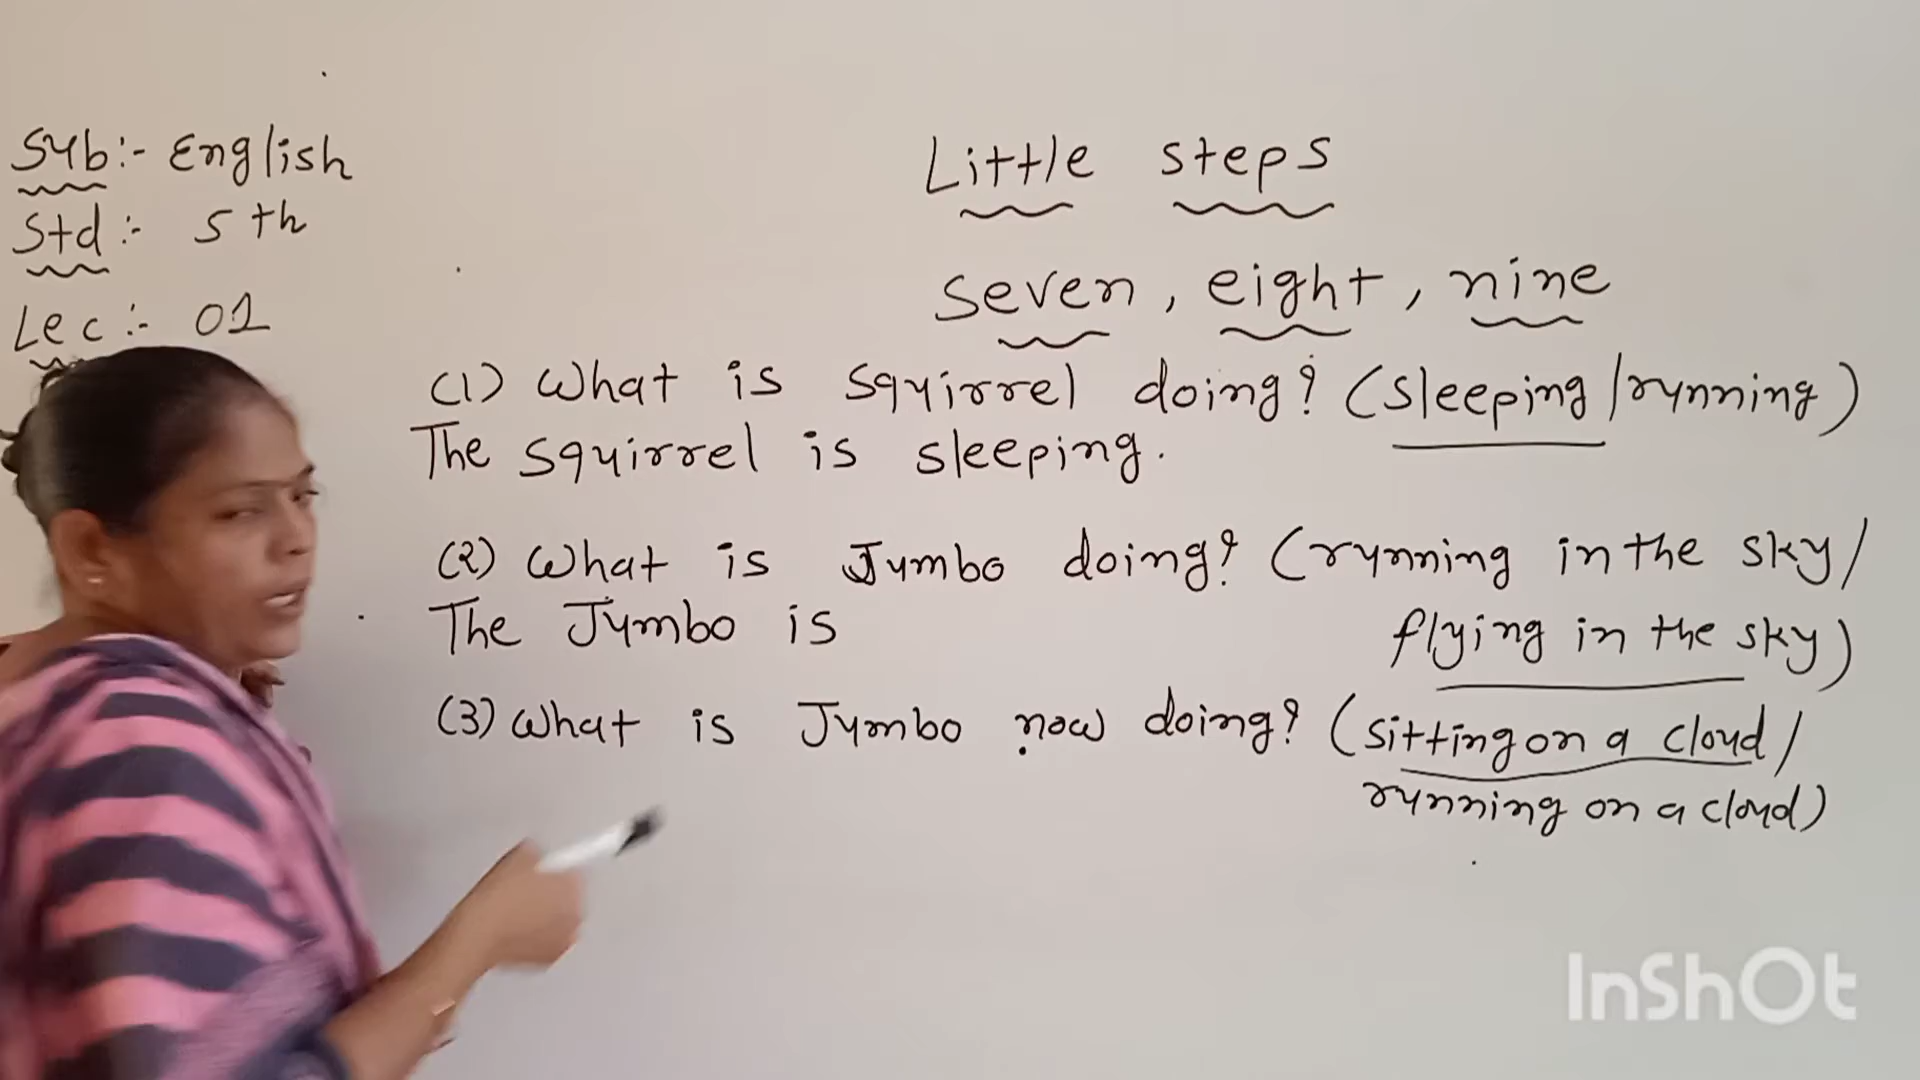 Sub:- English
Std:- 5th
Lec:- 01
Little steps
seven, eight, nine
(1) What is squirrel doing? (sleeping/running)
The squirrel is sleeping.
(2) What is Jumbo doing? (running in the sky/
The Jumbo is
flying in the sky)
(3) What is Jumbo now doing? (sitting on a cloud/
running on a cloud)
InShOt